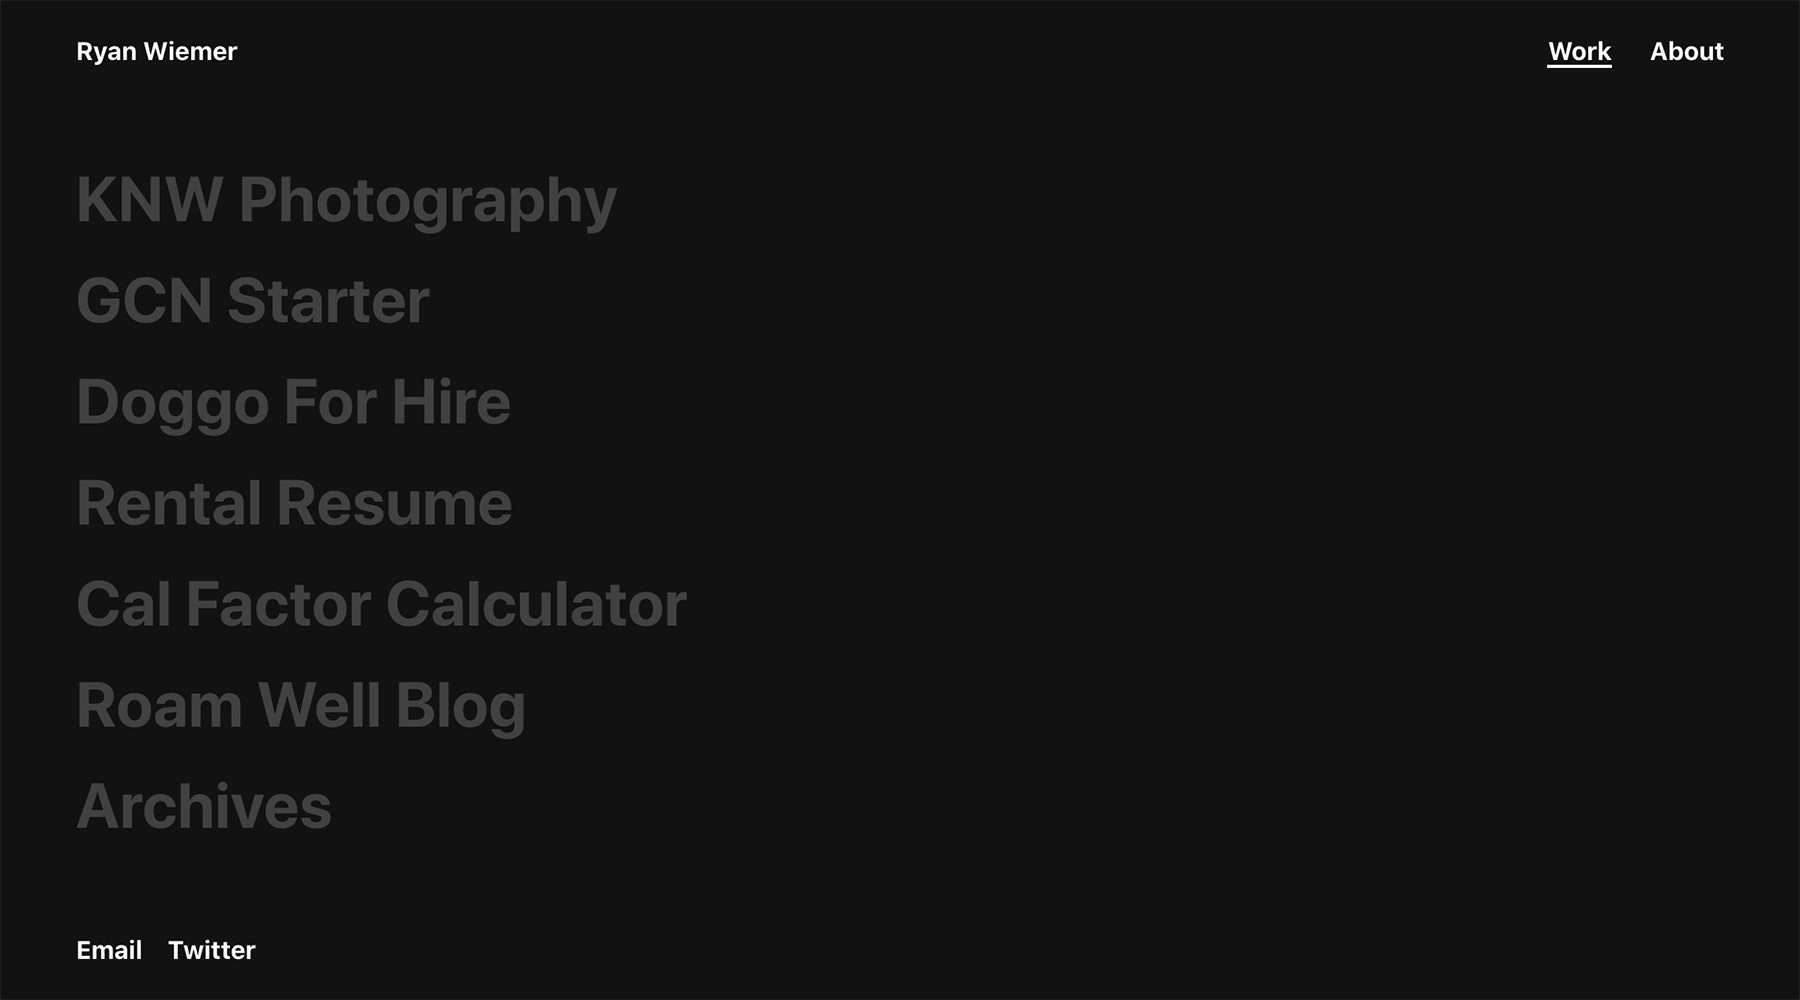 Ryan Wiemer
Work About
KNW Photography
GCN Starter
Doggo For Hire
Rental Resume
Cal Factor Calculator
Roam Well Blog
Archives
Email Twitter